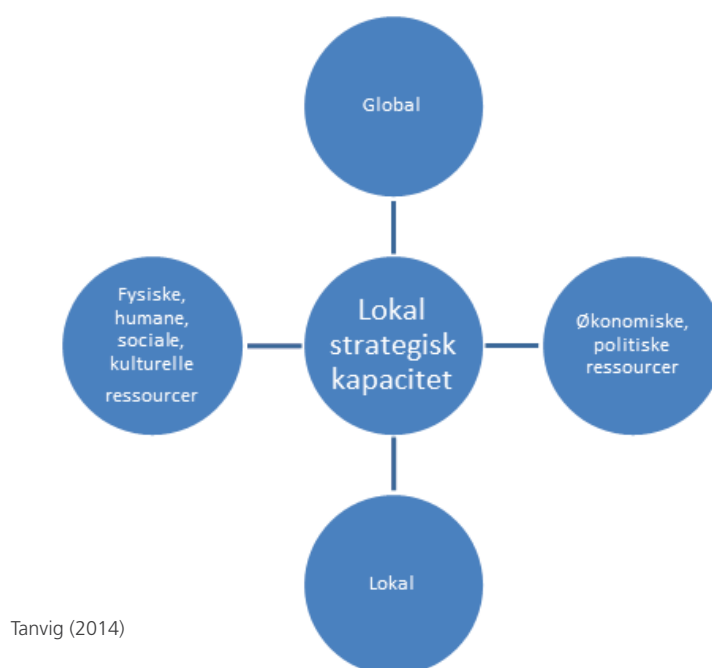 Global
Fysiske,
humane,
sociale,
kulturelle
ressourcer
Lokal
strategisk
kapacitet
Økonomiske,
politiske
ressourcer
Lokal
Tanvig (2014)